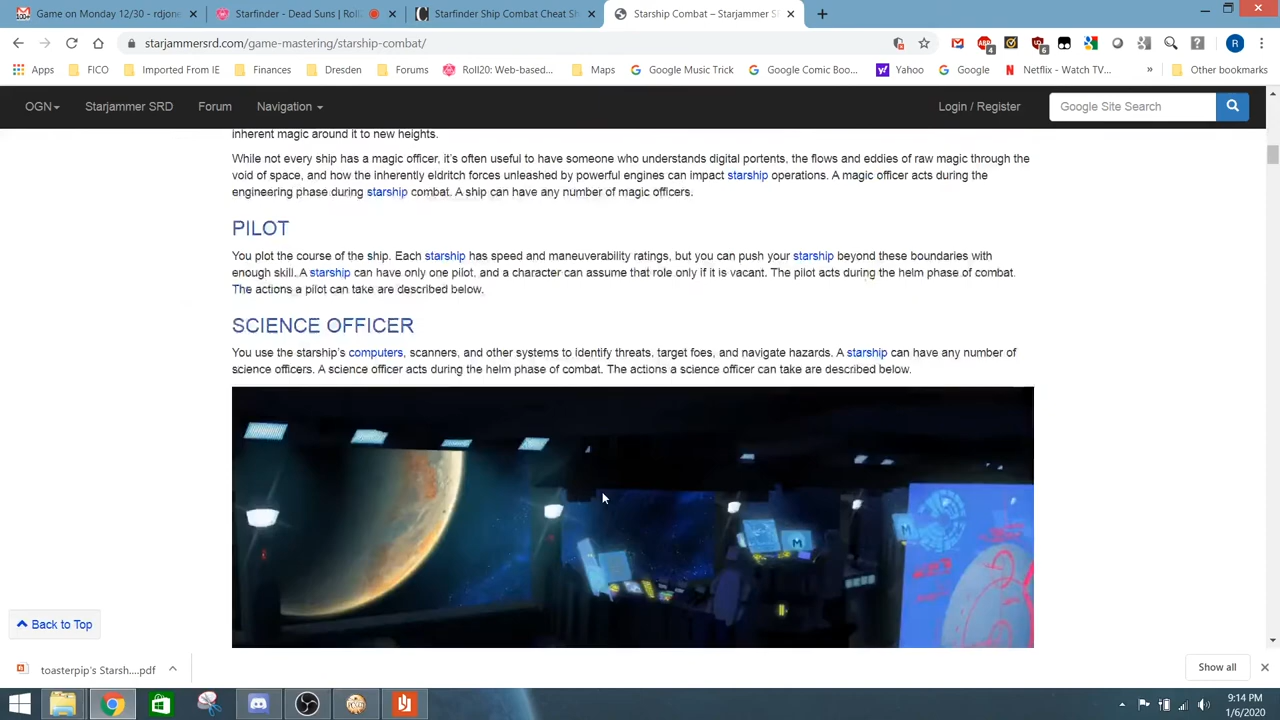 100+
Game on Monday 12/30 - rdjone
Starfinder - Dead Suns | Roll
Starfinder Ship Combat Cheat Sh
Starship Combat – Starjammer S
starjammersrd.com/game-mastering/starship-combat/
ABP 4 6 R
Apps FICO Imported From IE Finances Dresden Forums Roll20: Web-based... Maps Google Music Trick Google Comic Boo... Yahoo Google Netflix - Watch TV... » Other bookmarks
OGN Starjammer SRD Forum Navigation Login / Register Google Site Search
inherent magic around it to new heights.
While not every ship has a magic officer, it's often useful to have someone who understands digital portents, the flows and eddies of raw magic through the
void of space, and how the inherently eldritch forces unleashed by powerful engines can impact starship operations. A magic officer acts during the
engineering phase during starship combat. A ship can have any number of magic officers.
PILOT
You plot the course of the ship. Each starship has speed and maneuverability ratings, but you can push your starship beyond these boundaries with
enough skill. A starship can have only one pilot, and a character can assume that role only if it is vacant. The pilot acts during the helm phase of combat.
The actions a pilot can take are described below.
SCIENCE OFFICER
You use the starship's computers, scanners, and other systems to identify threats, target foes, and navigate hazards. A starship can have any number of
science officers. A science officer acts during the helm phase of combat. The actions a science officer can take are described below.
M
M
Back to Top
toasterpip's Starsh....pdf
Show all
9:14 PM
1/6/2020